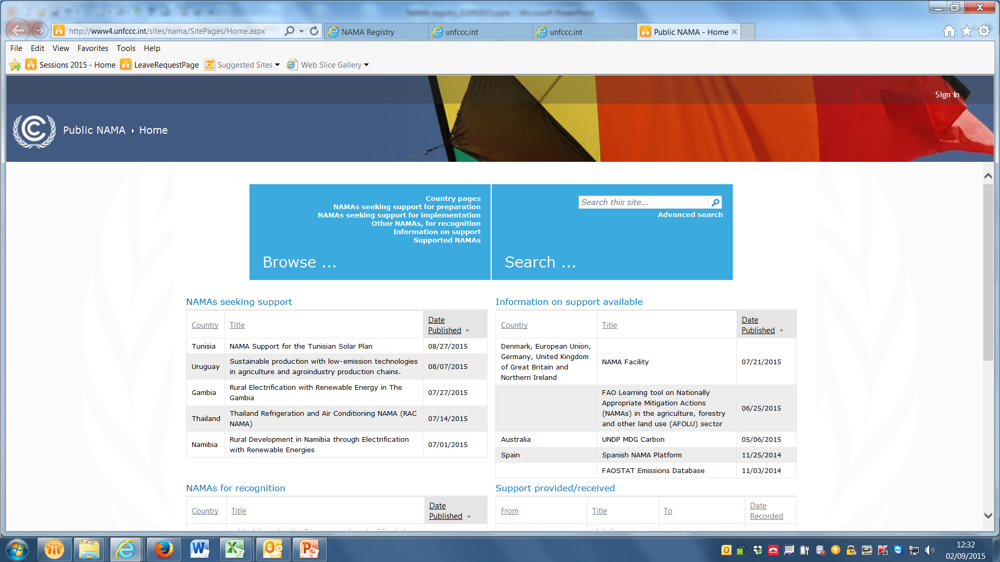 NAMA registry_02092015.pptx - Microsoft PowerPoint
http://www4.unfccc.int/sites/nama/SitePages/Home.aspx
NAMA Registry
unfccc.int
unfccc.int
Public NAMA - Home
File Edit View Favorites Tools Help
Sessions 2015 - Home LeaveRequestPage Suggested Sites Web Slice Gallery
Sign In
Public NAMA Home
Country pages
NAMAs seeking support for preparation
NAMAs seeking support for implementation
Other NAMAs, for recognition
Information on support
Supported NAMAs
Browse ...
Search this site...
Advanced search
Search ...
NAMAs seeking support
Country Title Date
Published
Tunisia NAMA Support for the Tunisian Solar Plan 08/27/2015
Uruguay Sustainable production with low-emission technologies
in agriculture and agroindustry production chains. 08/07/2015
Gambia Rural Electrification with Renewable Energy in The
Gambia 07/27/2015
Thailand Thailand Refrigeration and Air Conditioning NAMA (RAC
NAMA) 07/14/2015
Namibia Rural Development in Namibia through Electrification
with Renewable Energies 07/01/2015
Information on support available
Country Title Date
Published
Denmark, European Union,
Germany, United Kingdom
of Great Britain and
Northern Ireland NAMA Facility 07/21/2015
FAO Learning tool on Nationally
Appropriate Mitigation Actions
(NAMAs) in the agriculture, forestry
and other land use (AFOLU) sector 06/25/2015
Australia UNDP MDG Carbon 05/06/2015
Spain Spanish NAMA Platform 11/25/2014
FAOSTAT Emissions Database 11/03/2014
NAMAs for recognition
Country Title Date
Published
Support provided/received
From Title To Date
Recorded
12:32
02/09/2015